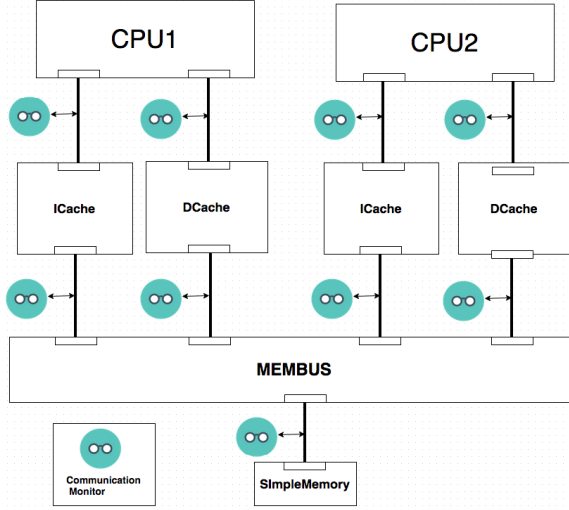 CPU1
CPU2
ICache
DCache
ICache
DCache
MEMBUS
Communication
Monitor
SImpleMemory